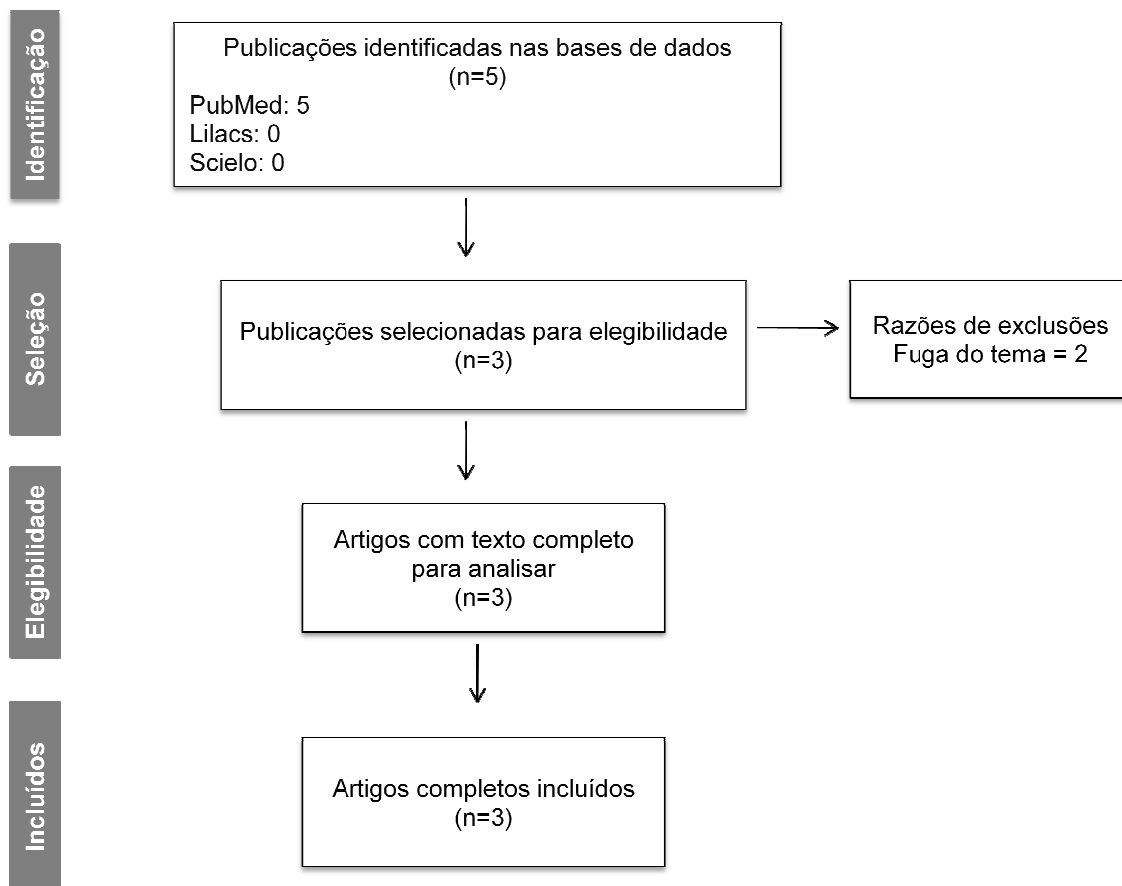 Identificação
Publicações identificadas nas bases de dados
(n=5)
PubMed: 5
Lilacs: 0
Scielo: 0
Seleção
Publicações selecionadas para elegibilidade
(n=3)
Razões de exclusões
Fuga do tema = 2
Elegibilidade
Artigos com texto completo
para analisar
(n=3)
Incluídos
Artigos completos incluídos
(n=3)